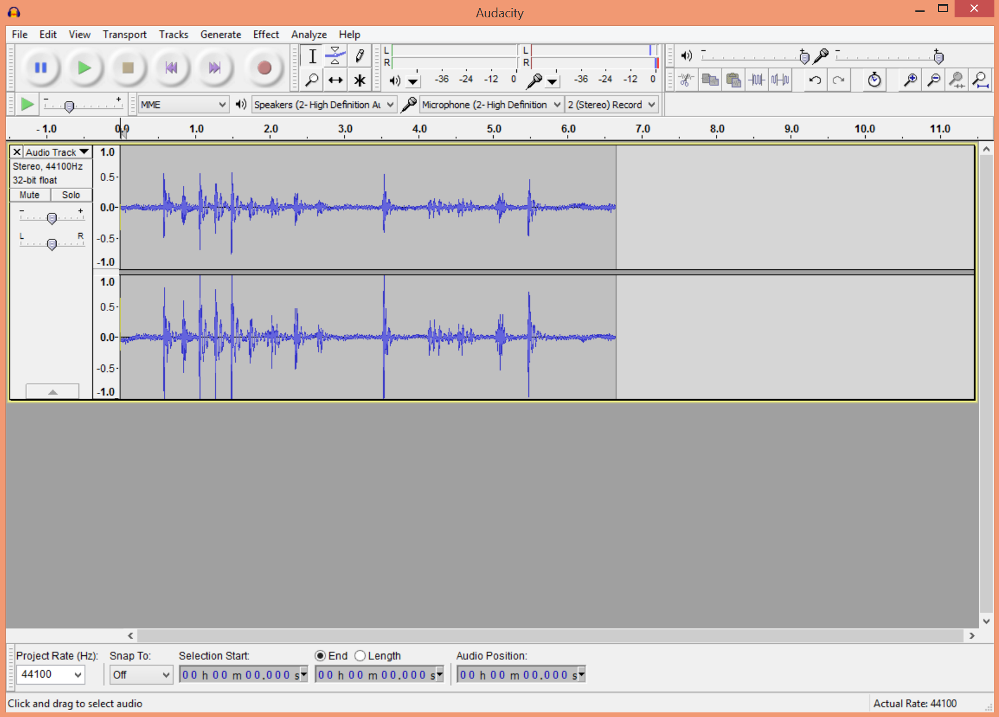 Audacity
File Edit View Transport Tracks Generate Effect Analyze Help
L
R
-36 -24 -12 0
L
R
-36 -24 -12 0
- +
- +
- +
MME
Speakers (2- High Definition Au
Microphone (2- High Definition
2 (Stereo) Record
-1.0 0.0 1.0 2.0 3.0 4.0 5.0 6.0 7.0 8.0 9.0 10.0 11.0
Audio Track
Stereo, 44100Hz
32-bit float
Mute Solo
- +
L R
1.0
0.5-
0.0-
-0.5-
-1.0
1.0
0.5-
0.0-
-0.5-
-1.0
Project Rate (Hz): Snap To: Selection Start: End Length Audio Position:
44100 Off 00 h 00 m 00.000 s 00 h 00 m 00.000 s 00 h 00 m 00.000 s
Click and drag to select audio
Actual Rate: 44100